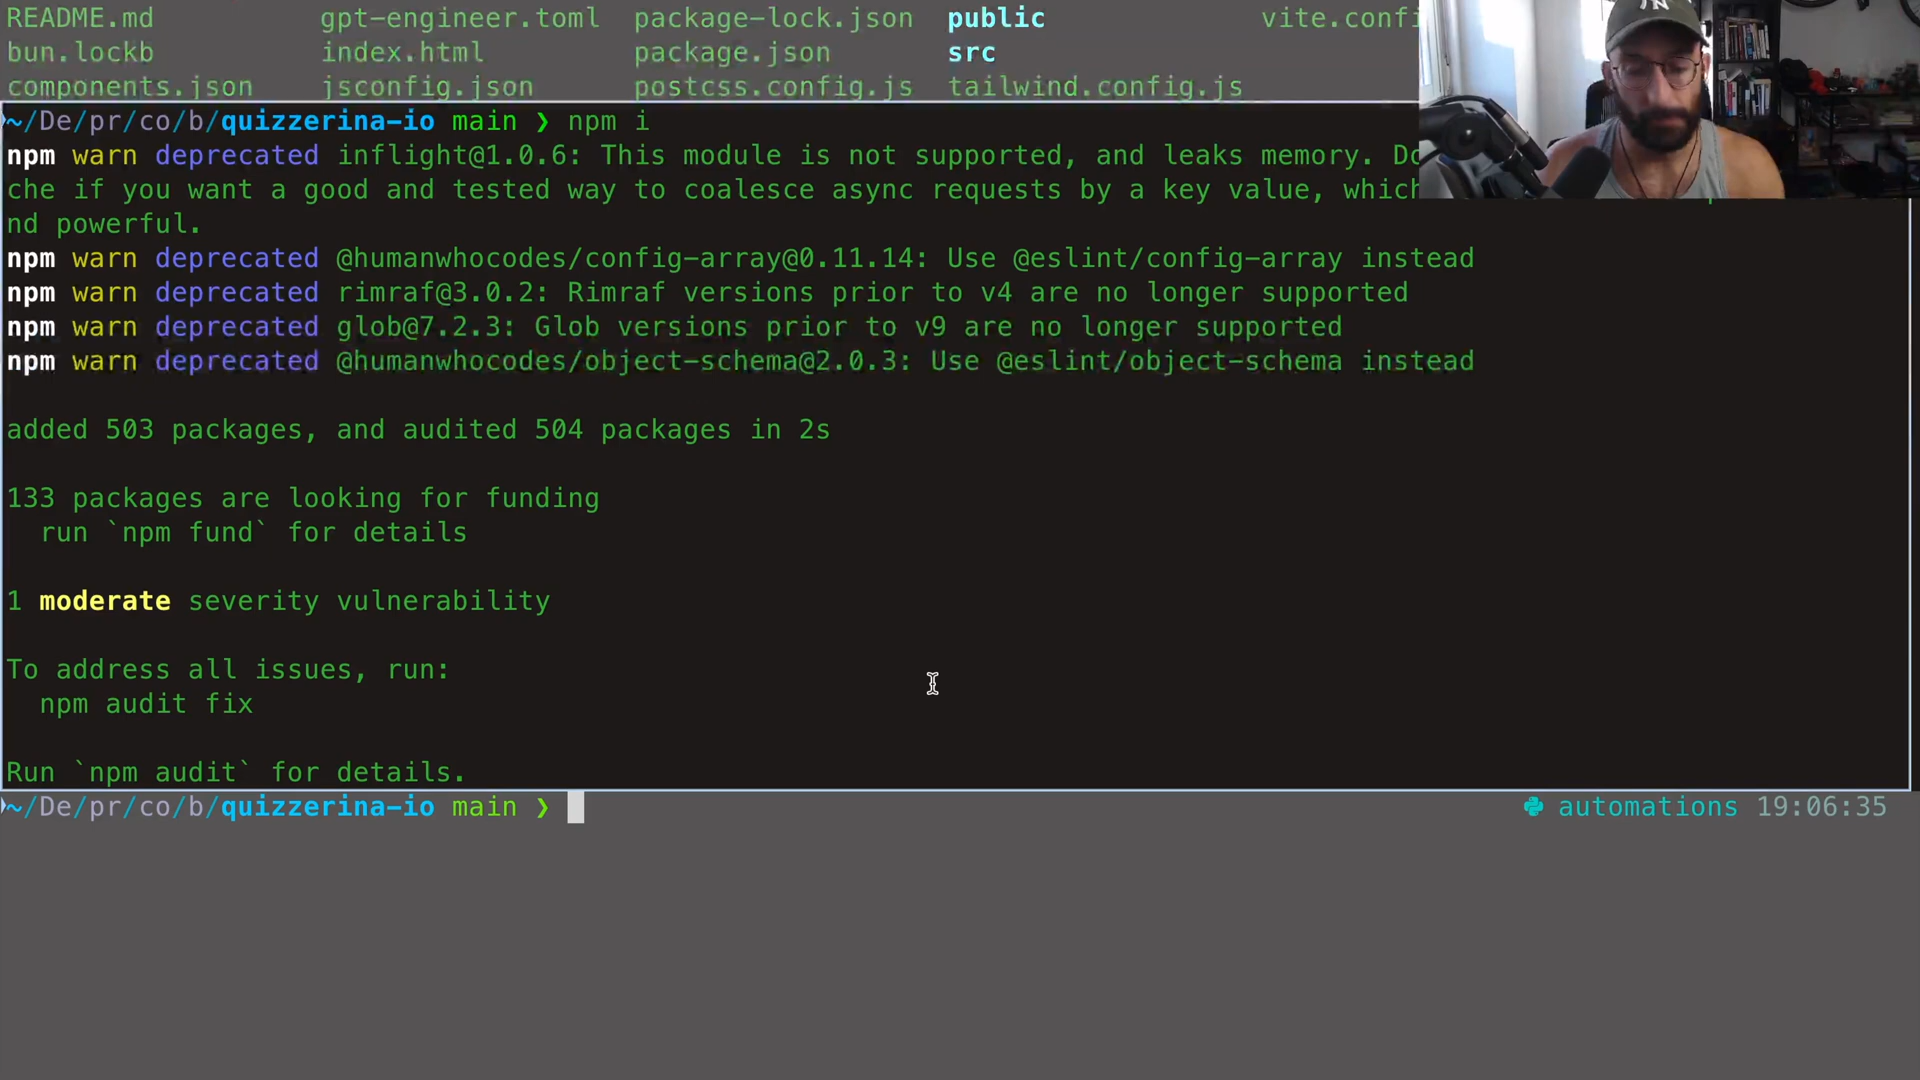 README.md gpt-engineer.toml package-lock.json public vite.confi
bun.lockb index.html package.json src
components.json jsconfig.json postcss.config.js tailwind.config.js
~/De/pr/co/b/quizzerina-io main ❯ npm i
npm warn deprecated inflight@1.0.6: This module is not supported, and leaks memory. Do
che if you want a good and tested way to coalesce async requests by a key value, which
nd powerful.
npm warn deprecated @humanwhocodes/config-array@0.11.14: Use @eslint/config-array instead
npm warn deprecated rimraf@3.0.2: Rimraf versions prior to v4 are no longer supported
npm warn deprecated glob@7.2.3: Glob versions prior to v9 are no longer supported
npm warn deprecated @humanwhocodes/object-schema@2.0.3: Use @eslint/object-schema instead
added 503 packages, and audited 504 packages in 2s
133 packages are looking for funding
run `npm fund` for details
1 moderate severity vulnerability
To address all issues, run:
npm audit fix
Run `npm audit` for details.
~/De/pr/co/b/quizzerina-io main ❯ automations 19:06:35